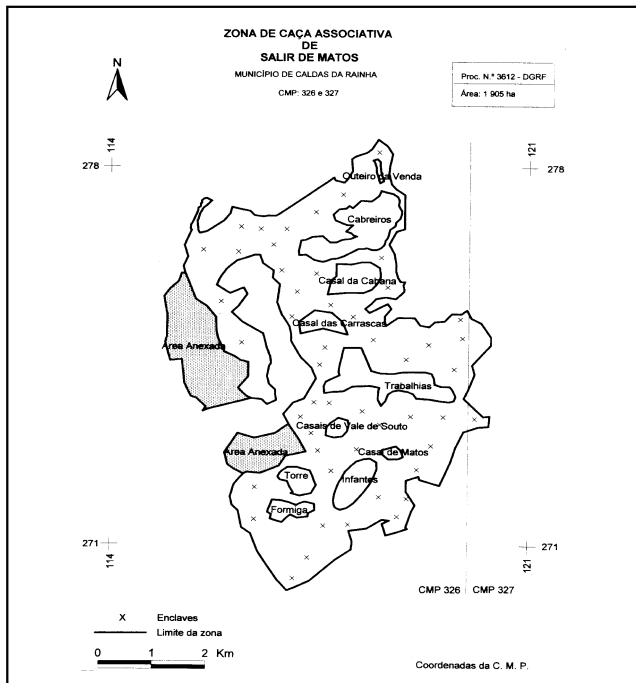 ZONA DE CAÇA ASSOCIATIVA
DE
SALIR DE MATOS
MUNICÍPIO DE CALDAS DA RAINHA
CMP: 326 e 327
N
Proc. N.º 3612 - DGRF
Área: 1 905 ha
114
121
278
278
Outeiro da Venda
Cabreiros
Casal da Cabana
Casal das Carrascas
Área Anexada
Trabalhias
Casais de Vale de Souto
Área Anexada
Casal de Matos
Torre
Infantes
Formiga
271
271
114
121
CMP 326
CMP 327
X Enclaves
Limite da zona
0 1 2 Km
Coordenadas da C. M. P.